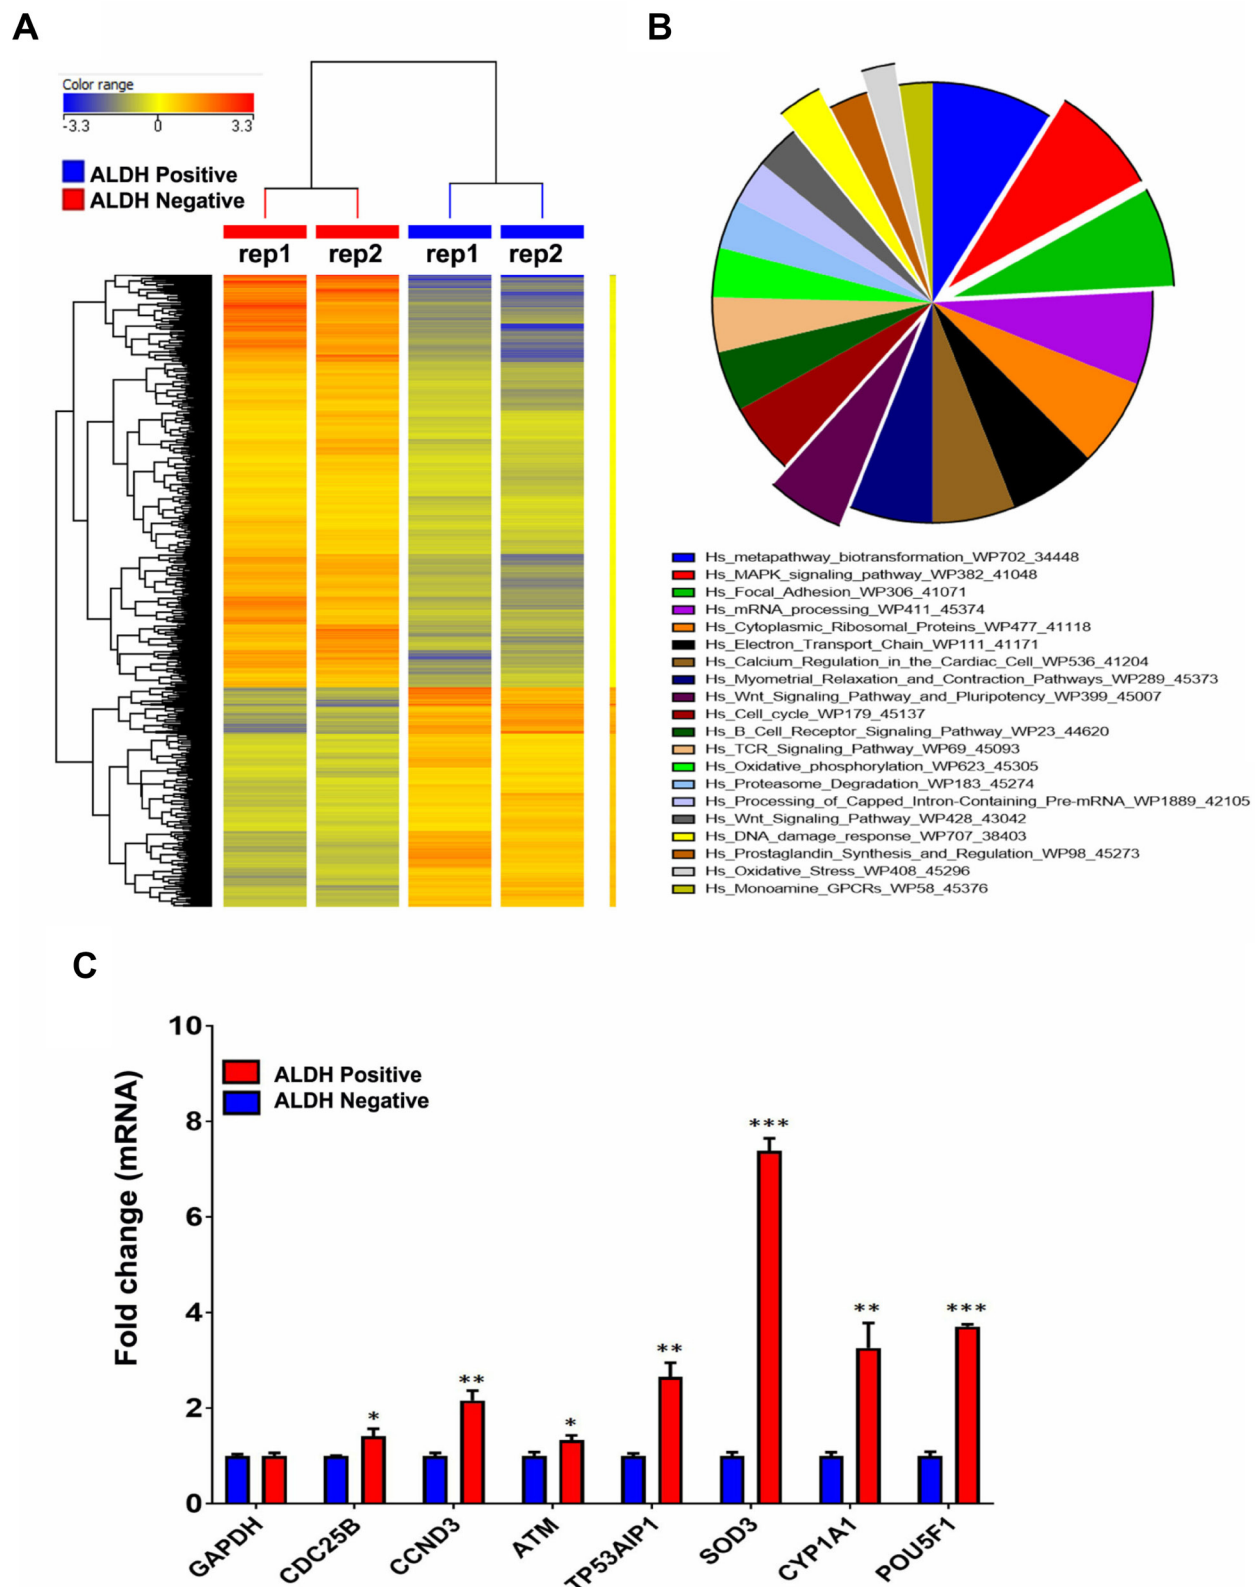 A
Color range
-3.3 0 3.3
ALDH Positive
ALDH Negative
rep1 rep2 rep1 rep2
B
Hs_metapathway_biotransformation_WP702_34448
Hs_MAPK_signaling_pathway_WP382_41048
Hs_Focal_Adhesion_WP306_41071
Hs_mRNA_processing_WP411_45374
Hs_Cytoplasmic_Ribosomal_Proteins_WP477_41118
Hs_Electron_Transport_Chain_WP111_41171
Hs_Calcium_Regulation_in_the_Cardiac_Cell_WP536_41204
Hs_Myometrial_Relaxation_and_Contraction_Pathways_WP289_45373
Hs_Wnt_Signaling_Pathway_and_Pluripotency_WP399_45007
Hs_Cell_cycle_WP179_45137
Hs_B_Cell_Receptor_Signaling_Pathway_WP23_44620
Hs_TCR_Signaling_Pathway_WP69_45093
Hs_Oxidative_phosphorylation_WP623_45305
Hs_Proteasome_Degradation_WP183_45274
Hs_Processing_of_Capped_Intron-Containing_Pre-mRNA_WP1889_42105
Hs_Wnt_Signaling_Pathway_WP428_43042
Hs_DNA_damage_response_WP707_38403
Hs_Prostaglandin_Synthesis_and_Regulation_WP98_45273
Hs_Oxidative_Stress_WP408_45296
Hs_Monoamine_GPCRs_WP58_45376
C
Fold change (mRNA)
10
8
6
4
2
0
ALDH Positive
ALDH Negative
*
**
*
**
***
**
***
GAPDH
CDC25B
CCND3
ATM
TP53AIP1
SOD3
CYP1A1
POU5F1